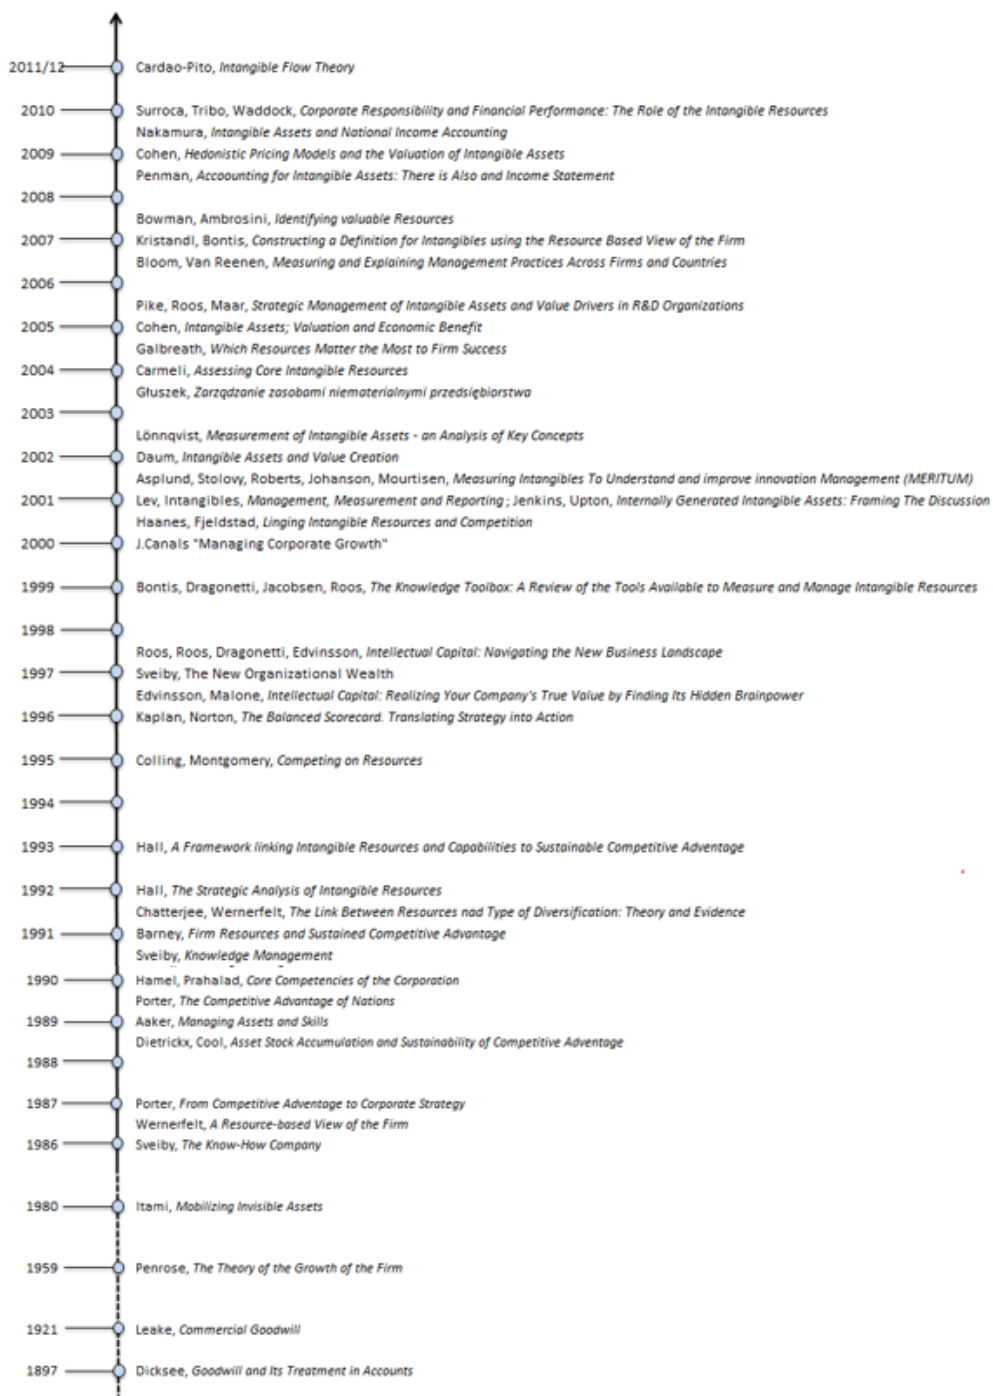 2011/12 Cardao-Pito, Intangible Flow Theory
2010 Surroca, Tribo, Waddock, Corporate Responsibility and Financial Performance: The Role of the Intangible Resources
Nakamura, Intangible Assets and National Income Accounting
2009 Cohen, Hedonistic Pricing Models and the Valuation of Intangible Assets
Penman, Accoounting for Intangible Assets: There is Also and Income Statement
2008
Bowman, Ambrosini, Identifying valuable Resources
2007 Kristandl, Bontis, Constructing a Definition for Intangibles using the Resource Based View of the Firm
Bloom, Van Reenen, Measuring and Explaining Management Practices Across Firms and Countries
2006
Pike, Roos, Maar, Strategic Management of Intangible Assets and Value Drivers in R&D Organizations
2005 Cohen, Intangible Assets; Valuation and Economic Benefit
Galbreath, Which Resources Matter the Most to Firm Success
2004 Carmeli, Assessing Core Intangible Resources
Głuszek, Zarządzanie zasobami niematerialnymi przedsiębiorstwa
2003
Lönnqvist, Measurement of Intangible Assets - an Analysis of Key Concepts
2002 Daum, Intangible Assets and Value Creation
Asplund, Stolovy, Roberts, Johanson, Mourtisen, Measuring Intangibles To Understand and improve innovation Management (MERITUM)
2001 Lev, Intangibles, Management, Measurement and Reporting; Jenkins, Upton, Internally Generated Intangible Assets: Framing The Discussion
Haanes, Fjeldstad, Linging Intangible Resources and Competition
2000 J.Canals "Managing Corporate Growth"
1999 Bontis, Dragonetti, Jacobsen, Roos, The Knowledge Toolbox: A Review of the Tools Available to Measure and Manage Intangible Resources
1998
Roos, Roos, Dragonetti, Edvinsson, Intellectual Capital: Navigating the New Business Landscape
1997 Sveiby, The New Organizational Wealth
Edvinsson, Malone, Intellectual Capital: Realizing Your Company's True Value by Finding Its Hidden Brainpower
1996 Kaplan, Norton, The Balanced Scorecard. Translating Strategy into Action
1995 Colling, Montgomery, Competing on Resources
1994
1993 Hall, A Framework linking Intangible Resources and Capabilities to Sustainable Competitive Advantage
1992 Hall, The Strategic Analysis of Intangible Resources
Chatterjee, Wernerfelt, The Link Between Resources nad Type of Diversification: Theory and Evidence
1991 Barney, Firm Resources and Sustained Competitive Advantage
Sveiby, Knowledge Management
1990 Hamel, Prahalad, Core Competencies of the Corporation
Porter, The Competitive Advantage of Nations
1989 Aaker, Managing Assets and Skills
Dietrickx, Cool, Asset Stock Accumulation and Sustainability of Competitive Adventage
1988
1987 Porter, From Competitive Adventage to Corporate Strategy
Wernerfelt, A Resource-based View of the Firm
1986 Sveiby, The Know-How Company
1980 Itami, Mobilizing Invisible Assets
1959 Penrose, The Theory of the Growth of the Firm
1921 Leake, Commercial Goodwill
1897 Dicksee, Goodwill and Its Treatment in Accounts